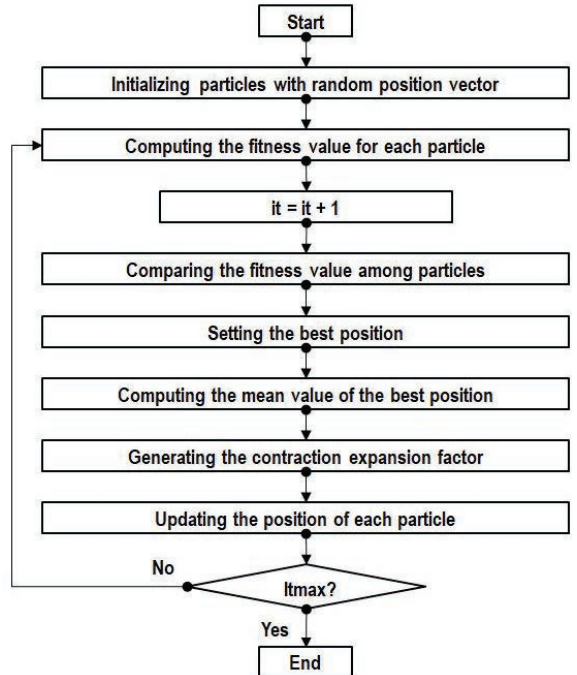 Start
Initializing particles with random position vector
Computing the fitness value for each particle
it = it + 1
Comparing the fitness value among particles
Setting the best position
Computing the mean value of the best position
Generating the contraction expansion factor
Updating the position of each particle
No
Itmax?
Yes
End